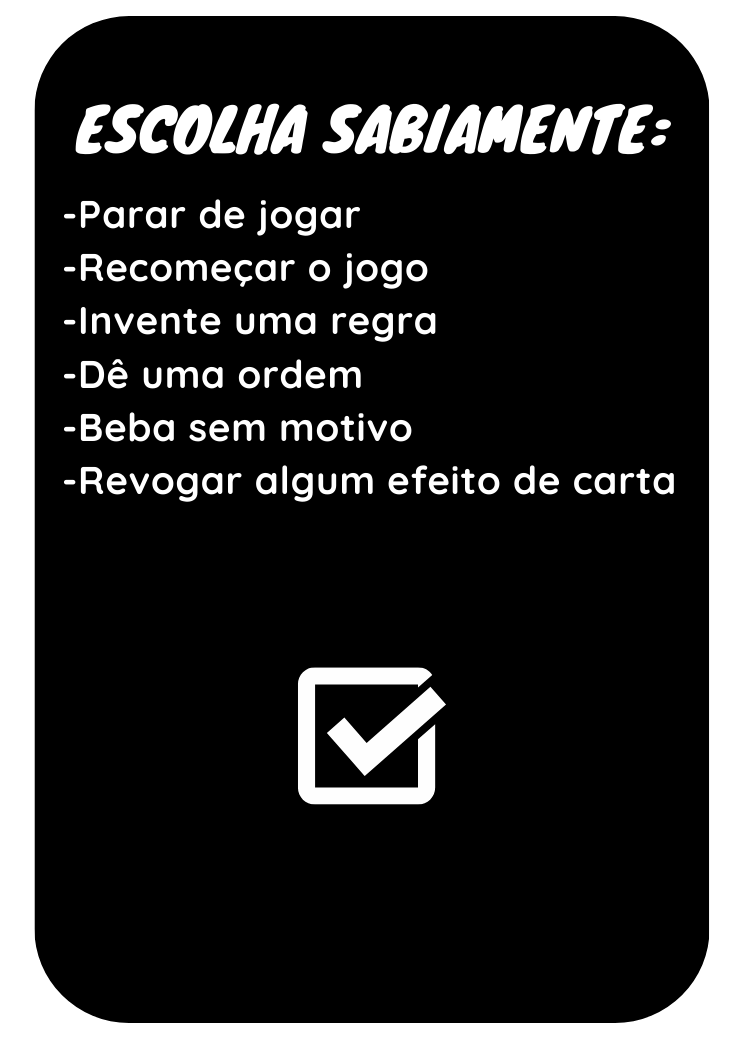 ESCOLHA SABIAMENTE:
-Parar de jogar
-Recomeçar o jogo
-Invente uma regra
-Dê uma ordem
-Beba sem motivo
-Revogar algum efeito de carta